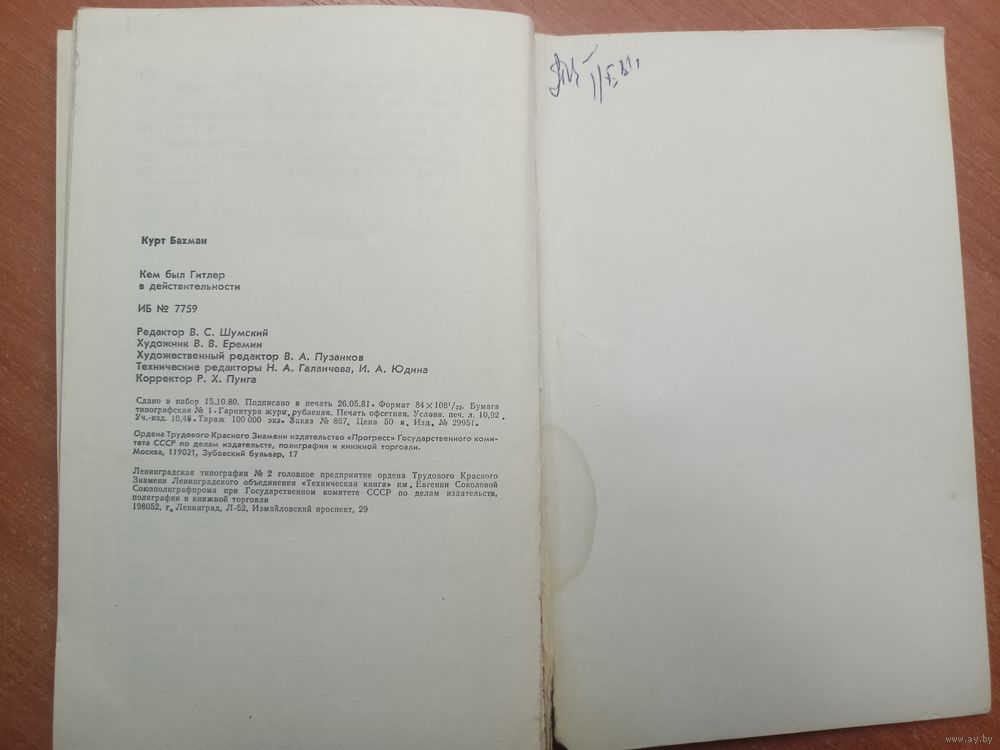 Курт Бахман
Кем был Гитлер
в действительности
ИБ № 7759
Редактор В. С. Шумский
Художник В. В. Еремин
Художественный редактор В. А. Пузанков
Технические редакторы Н. А. Галанчева, И. А. Юдина
Корректор Р. Х. Пунга
Сдано в набор 15.10.80. Подписано в печать 26.05.81. Формат 84×108¹/₃₂. Бумага
типографская № 1. Гарнитура журн. рубленая. Печать офсетная. Условн. печ. л. 10,92.
Уч.-изд. 10,46. Тираж 100 000 экз. Заказ № 867. Цена 50 к. Изд. № 29951.
Ордена Трудового Красного Знамени издательство «Прогресс» Государственного коми-
тета СССР по делам издательств, полиграфии и книжной торговли.
Москва, 119021, Зубовский бульвар, 17
Ленинградская типография № 2 головное предприятие ордена Трудового Красного
Знамени Ленинградского объединения «Техническая книга» им. Евгении Соколовой
Союзполиграфпрома при Государственном комитете СССР по делам издательств,
полиграфии и книжной торговли
198052, г. Ленинград, Л-52, Измайловский проспект, 29
www.ay.by